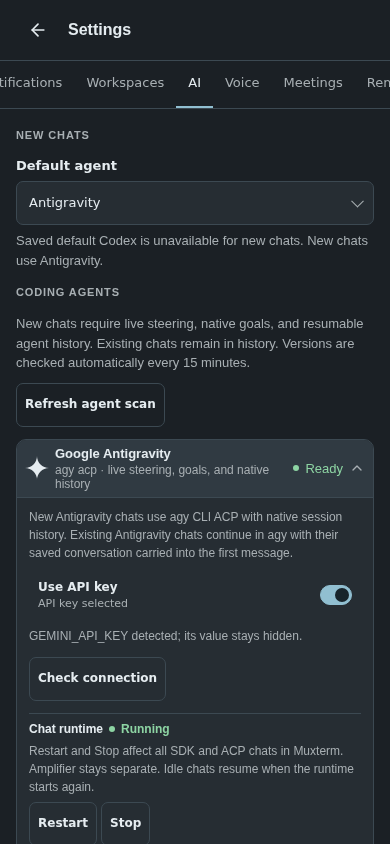 Settings
tifications Workspaces AI Voice Meetings Ren
NEW CHATS
Default agent
Antigravity
Saved default Codex is unavailable for new chats. New chats
use Antigravity.
CODING AGENTS
New chats require live steering, native goals, and resumable
agent history. Existing chats remain in history. Versions are
checked automatically every 15 minutes.
Refresh agent scan
Google Antigravity
agy acp · live steering, goals, and native
history
Ready
New Antigravity chats use agy CLI ACP with native session
history. Existing Antigravity chats continue in agy with their
saved conversation carried into the first message.
Use API key
API key selected
GEMINI_API_KEY detected; its value stays hidden.
Check connection
Chat runtime Running
Restart and Stop affect all SDK and ACP chats in Muxterm.
Amplifier stays separate. Idle chats resume when the runtime
starts again.
Restart Stop